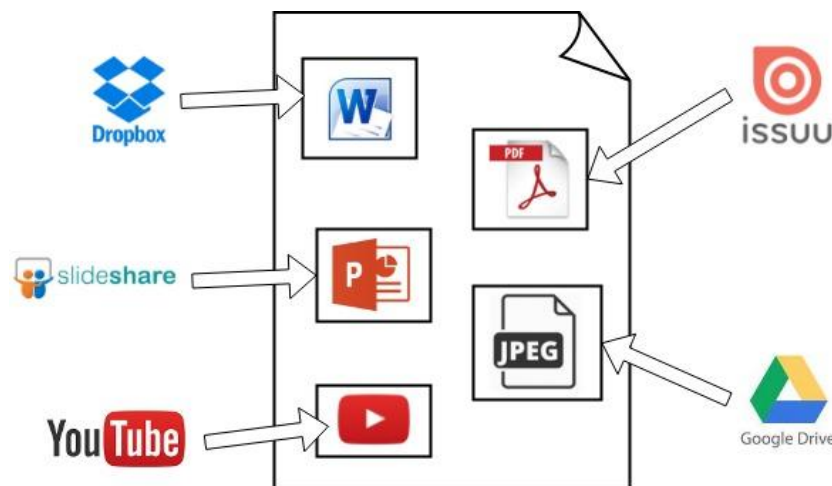 Dropbox
W
issuu
PDF
slideshare
P
JPEG
YouTube
Google Drive